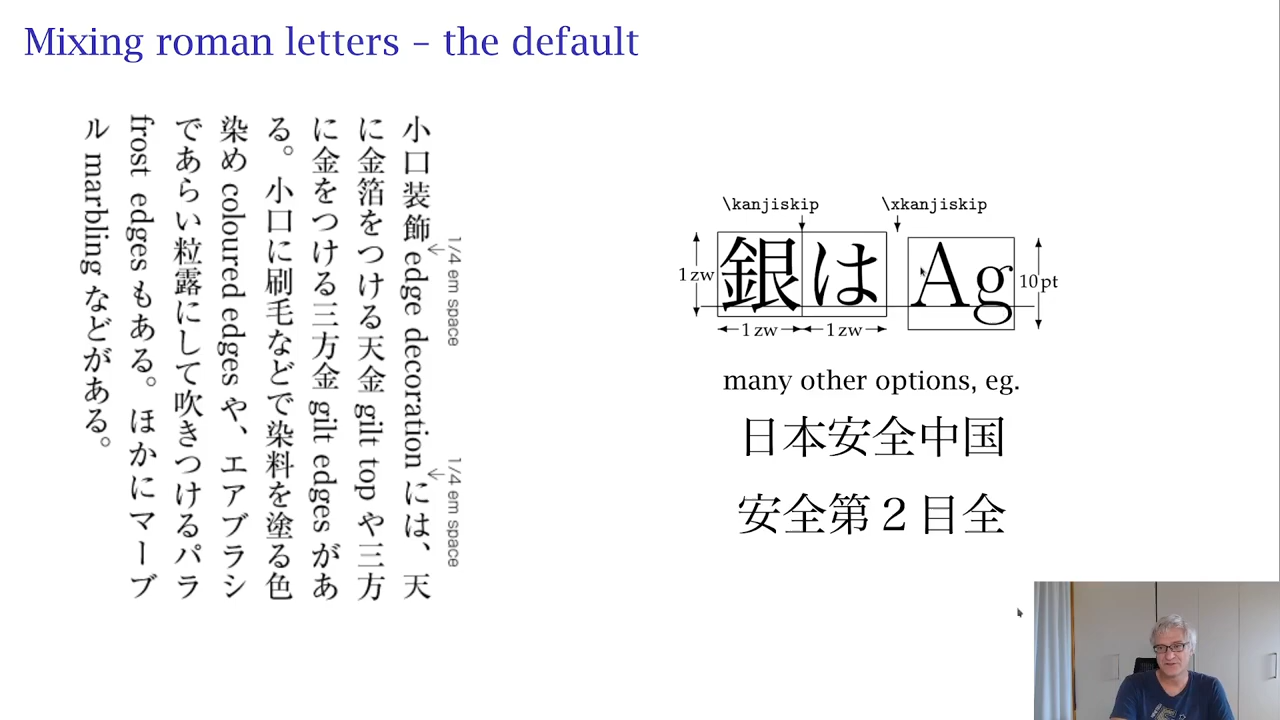 Mixing roman letters – the default
小口装飾 edge decoration には、天
に金箔をつける天金 gilt top や三方
に金をつける三方金 gilt edges があ
る。小口に刷毛などで染料を塗る色
染め coloured edges や、エアブラシ
であらい粒露にして吹きつけるパラ
frost edges もある。ほかにマーブ
ル marbling などがある。
1/4 em space
1/4 em space
\kanjiskip
\xkanjiskip
1 zw
銀は Ag
10 pt
1 zw
1 zw
many other options, eg.
日本安全中国
安全第２目全